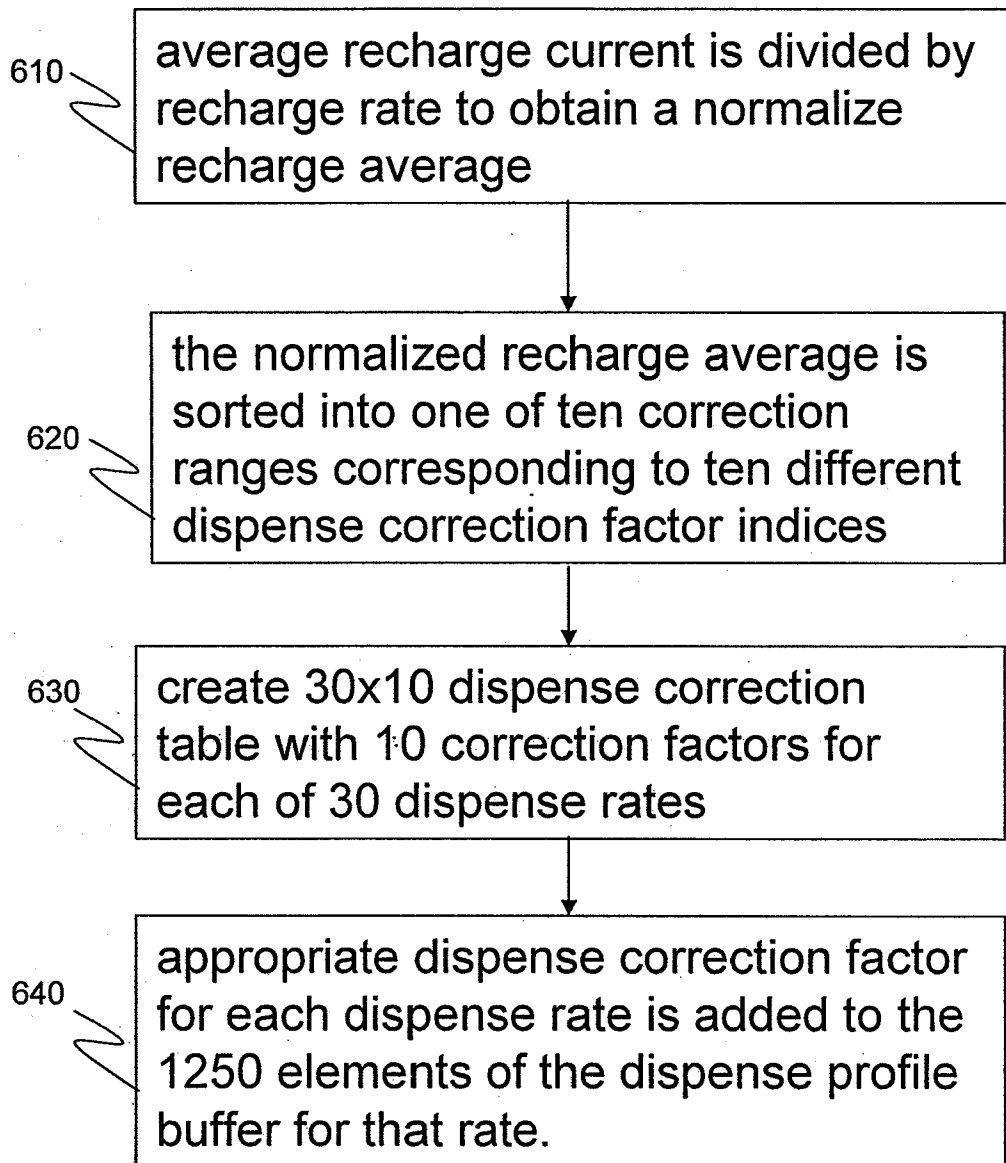 610
average recharge current is divided by
recharge rate to obtain a normalize
recharge average
620
the normalized recharge average is
sorted into one of ten correction
ranges corresponding to ten different
dispense correction factor indices
630
create 30x10 dispense correction
table with 10 correction factors for
each of 30 dispense rates
640
appropriate dispense correction factor
for each dispense rate is added to the
1250 elements of the dispense profile
buffer for that rate.